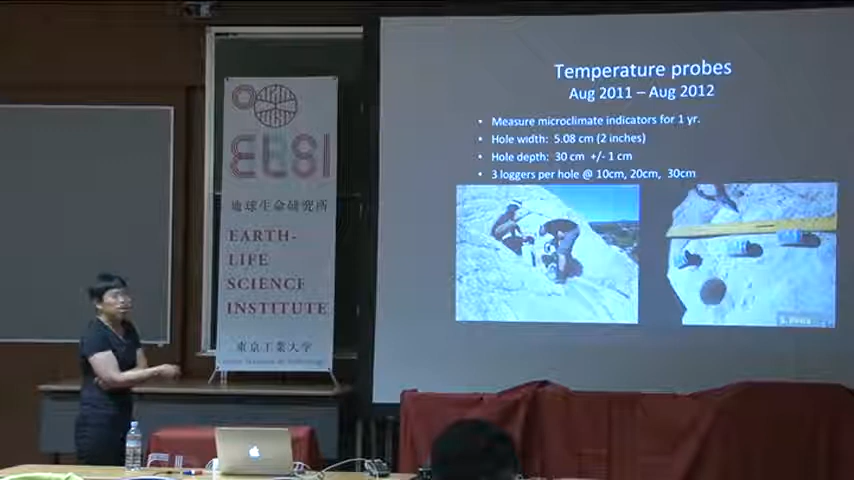 ELSI
地球生命研究所
EARTH-
LIFE
SCIENCE
INSTITUTE
東京工業大学
Temperature probes
Aug 2011 – Aug 2012
• Measure microclimate indicators for 1 yr.
• Hole width: 5.08 cm (2 inches)
• Hole depth: 30 cm +/- 1 cm
• 3 loggers per hole @ 10cm, 20cm, 30cm